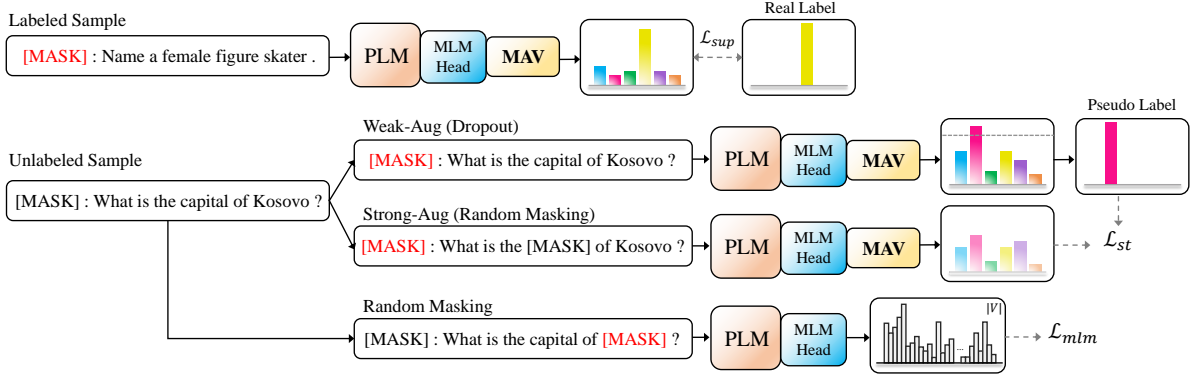 Labeled Sample
[MASK] : Name a female figure skater .
PLM
MLM
Head
MAV
ℒsup
Real Label
Unlabeled Sample
[MASK] : What is the capital of Kosovo ?
Weak-Aug (Dropout)
[MASK] : What is the capital of Kosovo ?
PLM
MLM
Head
MAV
Pseudo Label
Strong-Aug (Random Masking)
[MASK] : What is the [MASK] of Kosovo ?
PLM
MLM
Head
MAV
ℒst
Random Masking
[MASK] : What is the capital of [MASK] ?
PLM
MLM
Head
|V|
...
ℒmlm